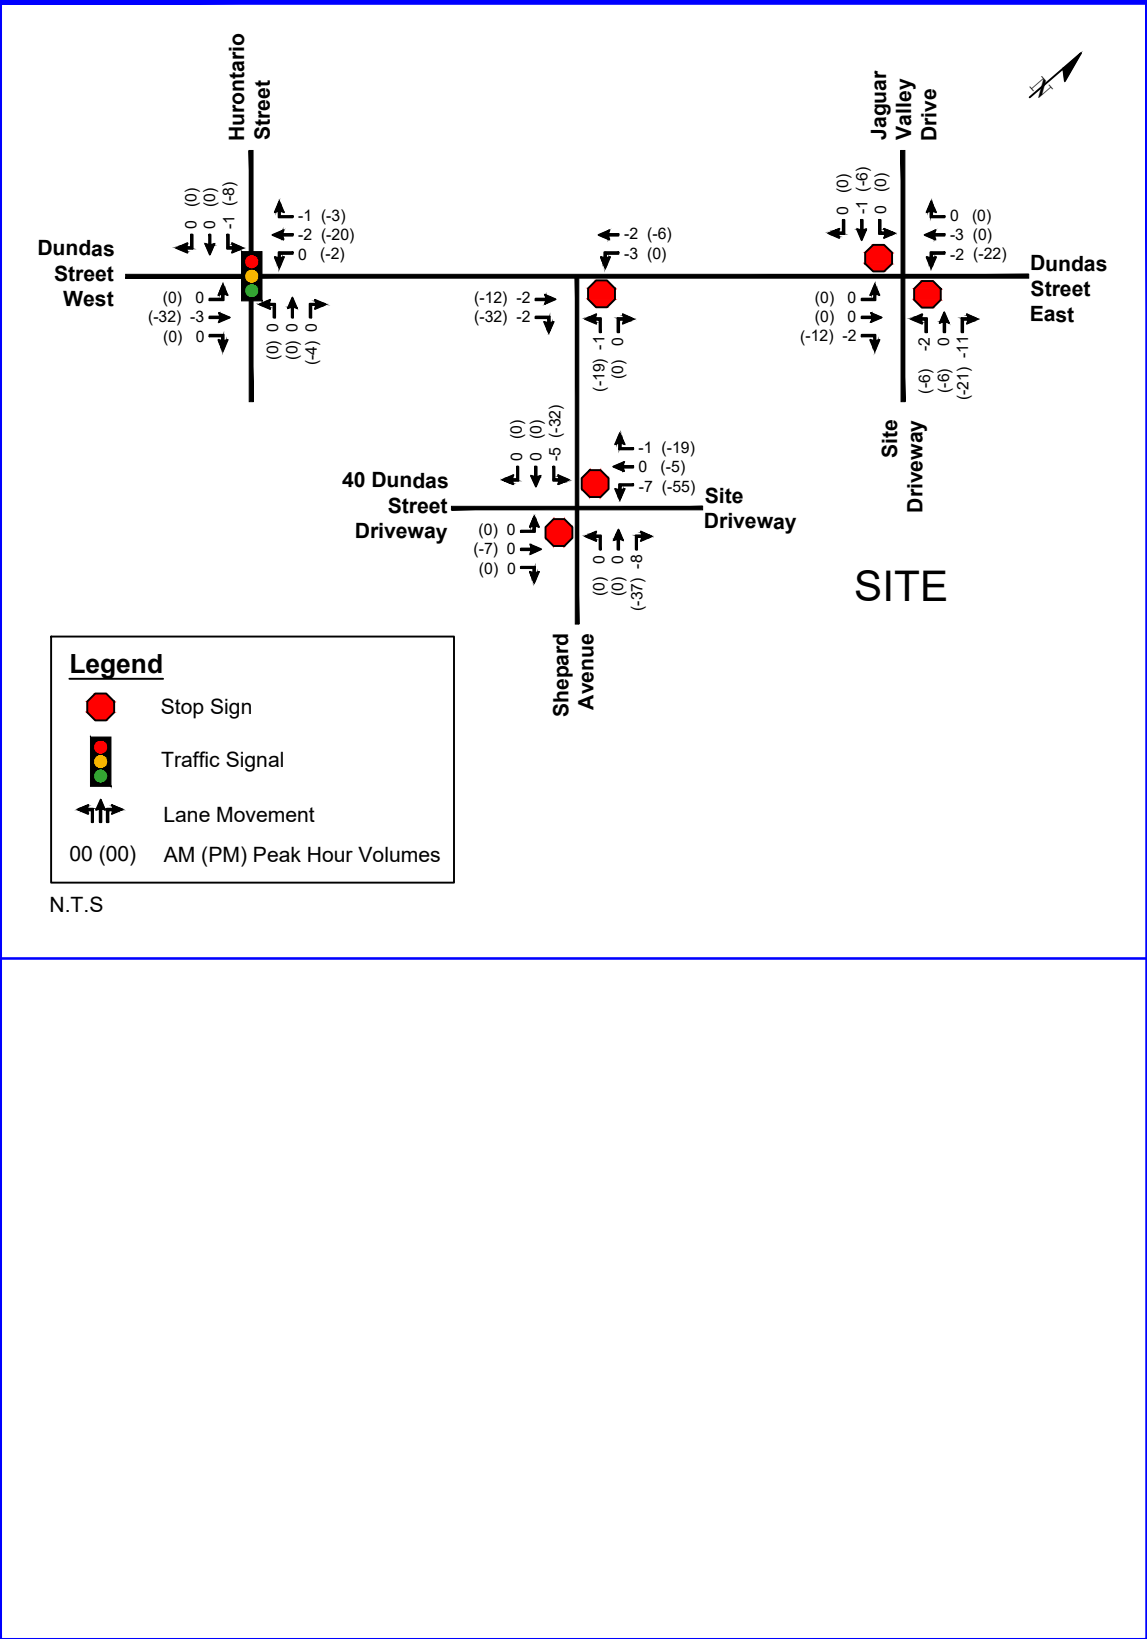 Hurontario
Street
Jaguar
Valley
Drive
N
0 (0)
0 (0)
-1 (-8)
-1 (-3)
-2 (-20)
0 (-2)
Dundas
Street
West
(0) 0
(-32) -3
(0) 0
(0) 0
(0) 0
(-4) 0
-2 (-6)
-3 (0)
(-12) -2
(-32) -2
(-19) -1
(0) 0
0 (0)
-1 (-6)
0 (0)
0 (0)
-3 (0)
-2 (-22)
Dundas
Street
East
(0) 0
(0) 0
(-12) -2
(-6) -2
(-6) 0
(-21) -11
Site
Driveway
0 (0)
0 (0)
-5 (-32)
-1 (-19)
0 (-5)
-7 (-55)
40 Dundas
Street
Driveway
Site
Driveway
(0) 0
(-7) 0
(0) 0
(0) 0
(0) 0
(-37) -8
SITE
Shepard
Avenue
Legend
Stop Sign
Traffic Signal
Lane Movement
00 (00) AM (PM) Peak Hour Volumes
N.T.S